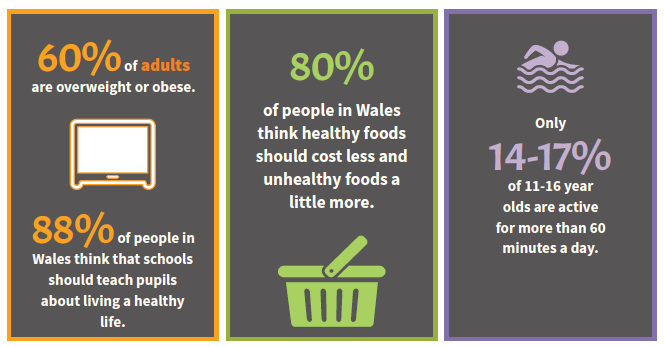 60% of adults
are overweight or obese.
88% of people in
Wales think that schools
should teach pupils
about living a healthy
life.
80%
of people in Wales
think healthy foods
should cost less and
unhealthy foods a
little more.
Only
14-17%
of 11-16 year
olds are active
for more than 60
minutes a day.